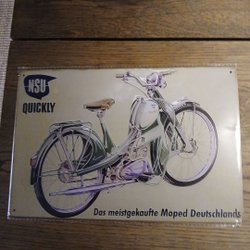 NSU
QUICKLY
Das meistgekaufte Moped Deutschlands